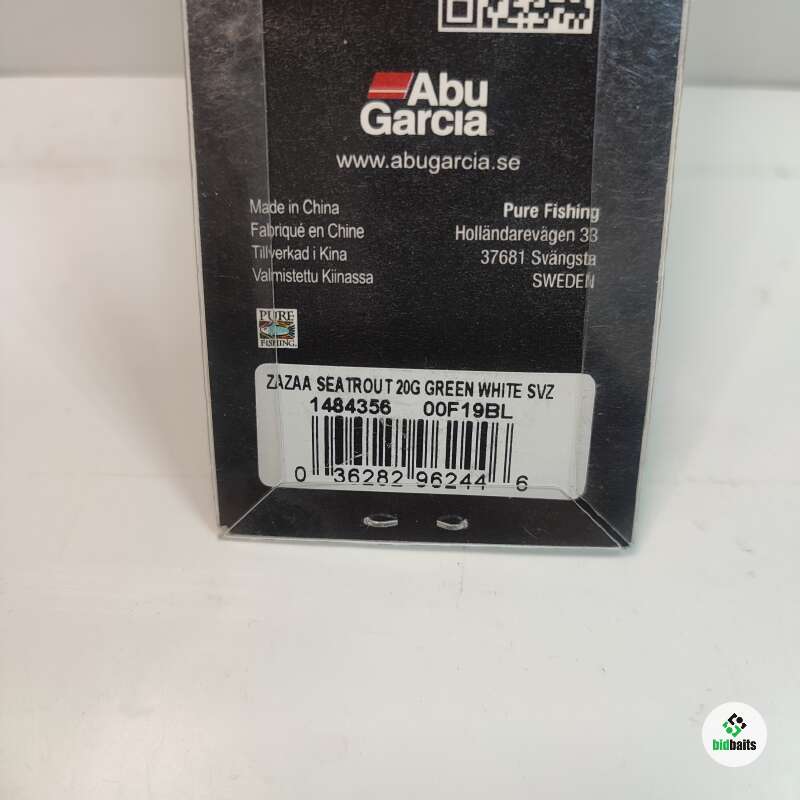 Abu
Garcia
www.abugarcia.se
Made in China
Fabriqué en Chine
Tillverkad i Kina
Valmistettu Kiinassa
Pure Fishing
Holländarevägen 33
37681 Svängsta
SWEDEN
PURE
FISHING
ZAZAA SEATROUT 20G GREEN WHITE SVZ
1484356 00F19BL
0 36282 96244 6
bidbaits